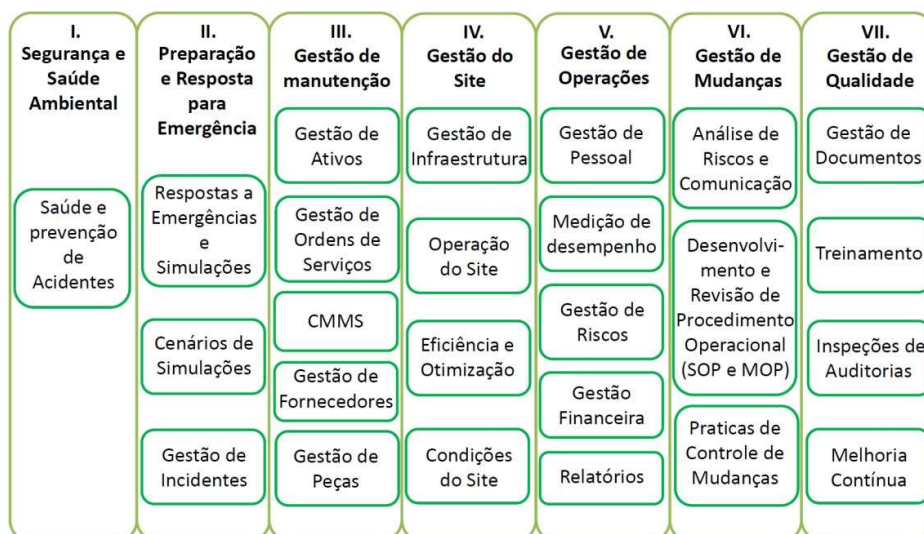 I.
Segurança e
Saúde
Ambiental
Saúde e
prevenção
de
Acidentes
II.
Preparação
e Resposta
para
Emergência
Respostas a
Emergências
e
Simulações
Cenários de
Simulações
Gestão de
Incidentes
III.
Gestão de
manutenção
Gestão de
Ativos
Gestão de
Ordens de
Serviços
CMMS
Gestão de
Fornecedores
Gestão de
Peças
IV.
Gestão do
Site
Gestão de
Infraestrutura
Operação
do Site
Eficiência e
Otimização
Condições
do Site
V.
Gestão de
Operações
Gestão de
Pessoal
Medição de
desempenho
Gestão de
Riscos
Gestão
Financeira
Relatórios
VI.
Gestão de
Mudanças
Análise de
Riscos e
Comunicação
Desenvolvi-
mento e
Revisão de
Procedimento
Operacional
(SOP e MOP)
Praticas de
Controle de
Mudanças
VII.
Gestão de
Qualidade
Gestão de
Documentos
Treinamento
Inspeções de
Auditorias
Melhoria
Contínua